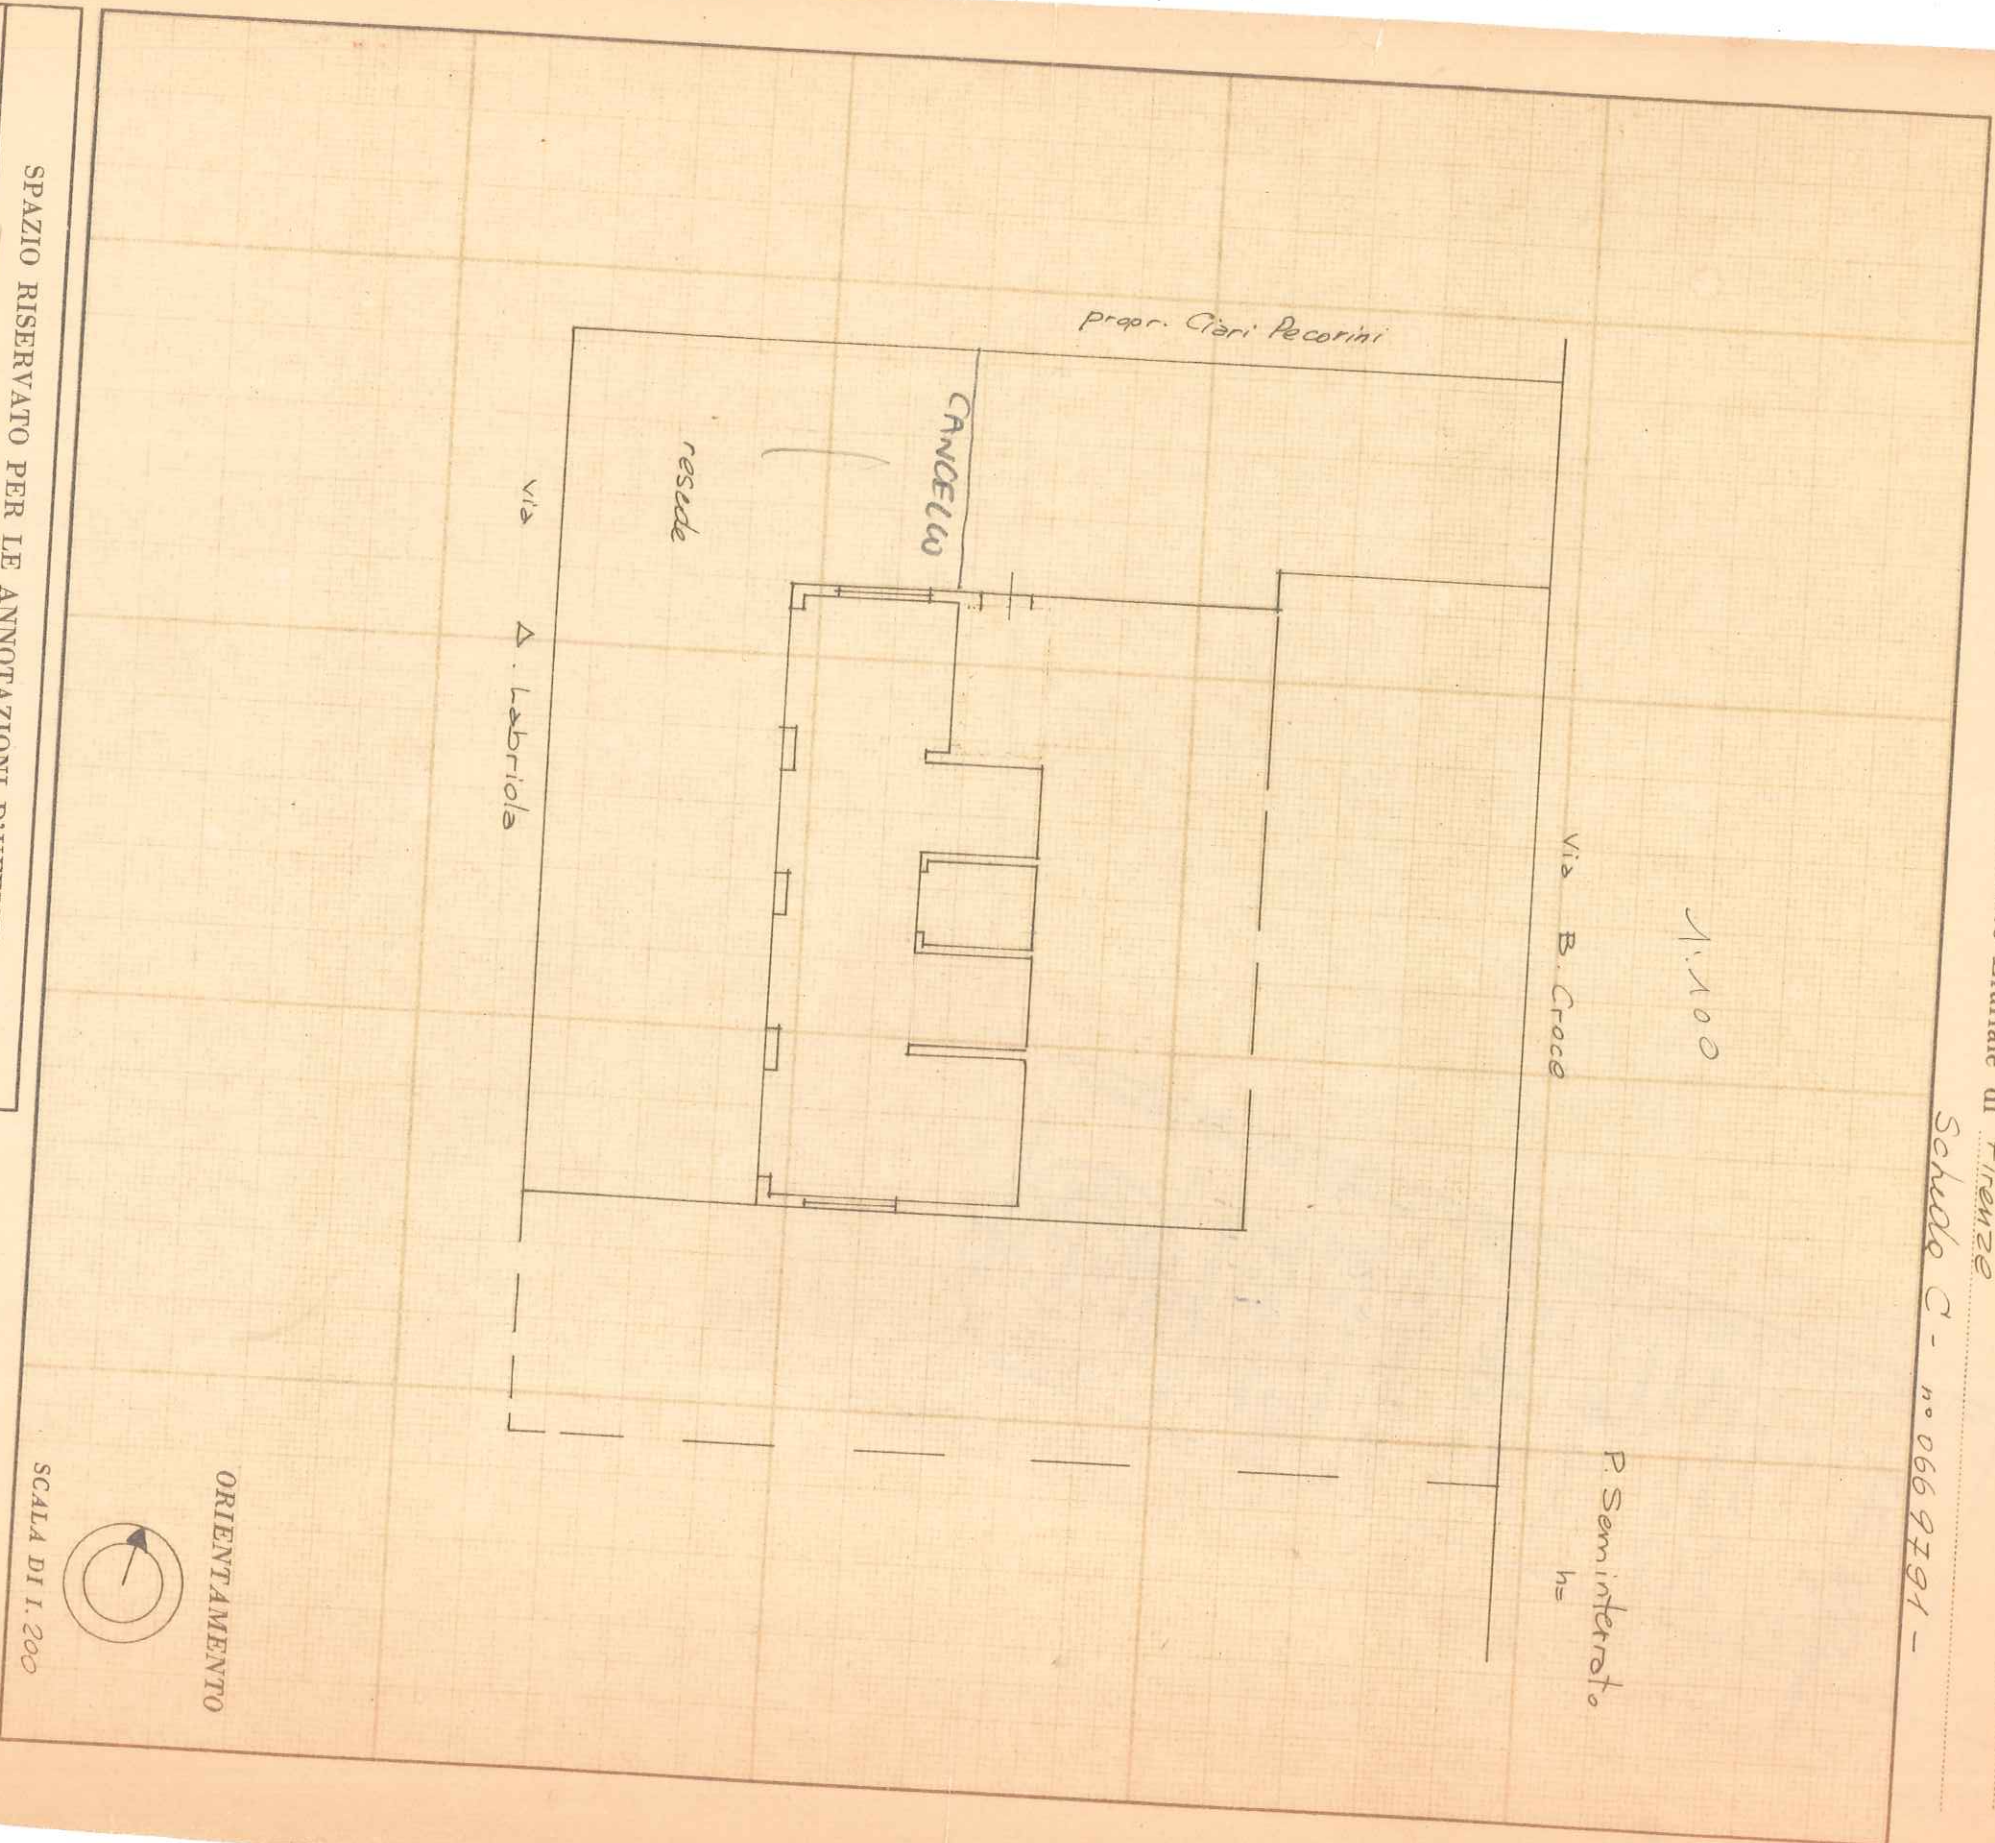 di Firenze
Scheda C - n° 0669791 -
1:100
P. Seminterrato
h=
Via B. Croce
propr. Ciari Pecorini
CANCELLO
resede
via A. Labriola
ORIENTAMENTO
SCALA DI 1.200
SPAZIO RISERVATO PER LE ANNOTAZIONI